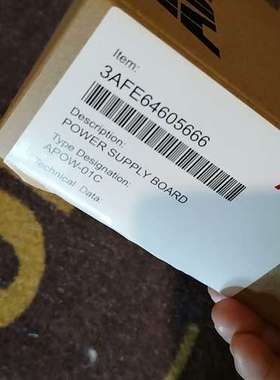 Item:
3AFE64605666
Description:
POWER SUPPLY BOARD
Type Designation:
APOW-01C
Technical Data: